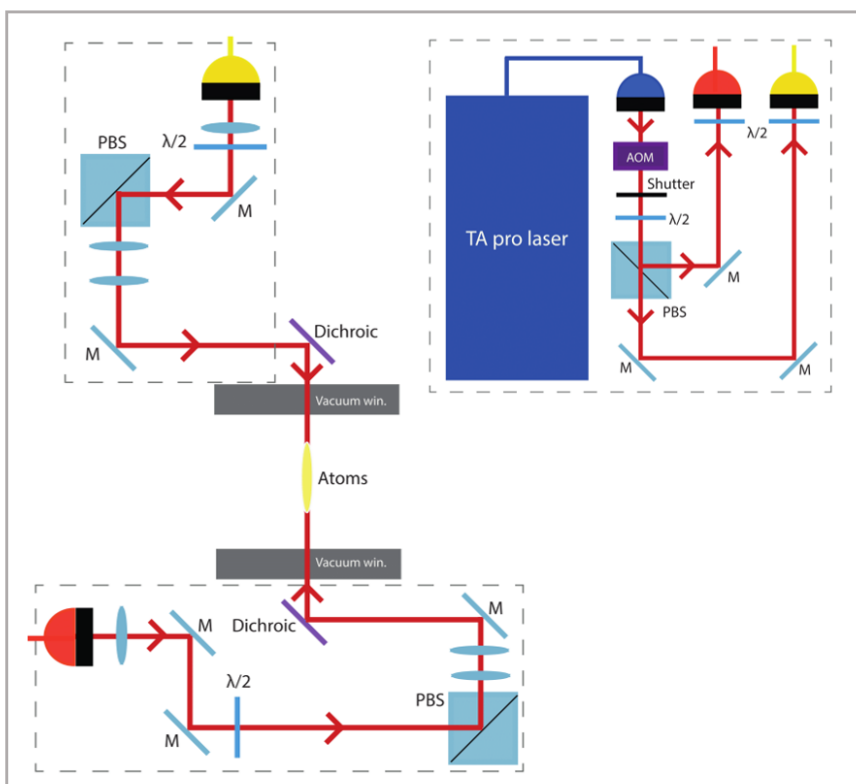 PBS
λ/2
M
M
Dichroic
Vacuum win.
Atoms
Vacuum win.
Dichroic
M
M
λ/2
M
PBS
TA pro laser
AOM
Shutter
λ/2
PBS
λ/2
M
M
M